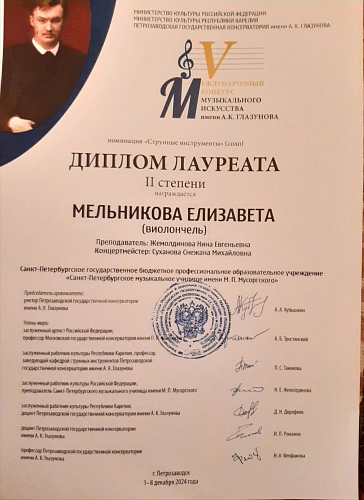 МИНИСТЕРСТВО КУЛЬТУРЫ РОССИЙСКОЙ ФЕДЕРАЦИИ
МИНИСТЕРСТВО КУЛЬТУРЫ РЕСПУБЛИКИ КАРЕЛИЯ
ПЕТРОЗАВОДСКАЯ ГОСУДАРСТВЕННАЯ КОНСЕРВАТОРИЯ ИМЕНИ А. К. ГЛАЗУНОВА
V
МЕЖДУНАРОДНЫЙ
КОНКУРС
МУЗЫКАЛЬНОГО
ИСКУССТВА
ИМЕНИ А.К. ГЛАЗУНОВА
номинация «Струнные инструменты» (соло)
ДИПЛОМ ЛАУРЕАТА
II степени
награждается
МЕЛЬНИКОВА ЕЛИЗАВЕТА
(виолончель)
Преподаватель: Жемолдинова Нина Евгеньевна
Концертмейстер: Суханова Снежана Михайловна
Санкт-Петербургское государственное бюджетное профессиональное образовательное учреждение
«Санкт-Петербургское музыкальное училище имени М. П. Мусоргского»
Председатель оргкомитета:
ректор Петрозаводской государственной консерватории
имени А. К. Глазунова
А. А. Кубышкин
Члены жюри:
заслуженный артист Российской Федерации,
профессор Московской государственной консерватории имени П.
А. Б. Тростянский
заслуженный работник культуры Республики Карелия, профессор,
заведующий кафедрой струнных инструментов Петрозаводской
государственной консерватории имени А. К. Глазунова
заслуженный работник культуры Российской Федерации,
преподаватель Санкт-Петербургского музыкального училища имени М. П. Мусоргского
Н. Е. Жемолдинова
заслуженный работник культуры Республики Карелия,
доцент Петрозаводской государственной консерватории имени А. К. Глазунова
Д. Н. Дорофеев
доцент Петрозаводской государственной консерватории
имени А. К. Глазунова
И. П. Романюк
профессор Петрозаводской государственной консерватории
имени А. К. Глазунова
г. Петрозаводск
1–8 декабря 2024 года